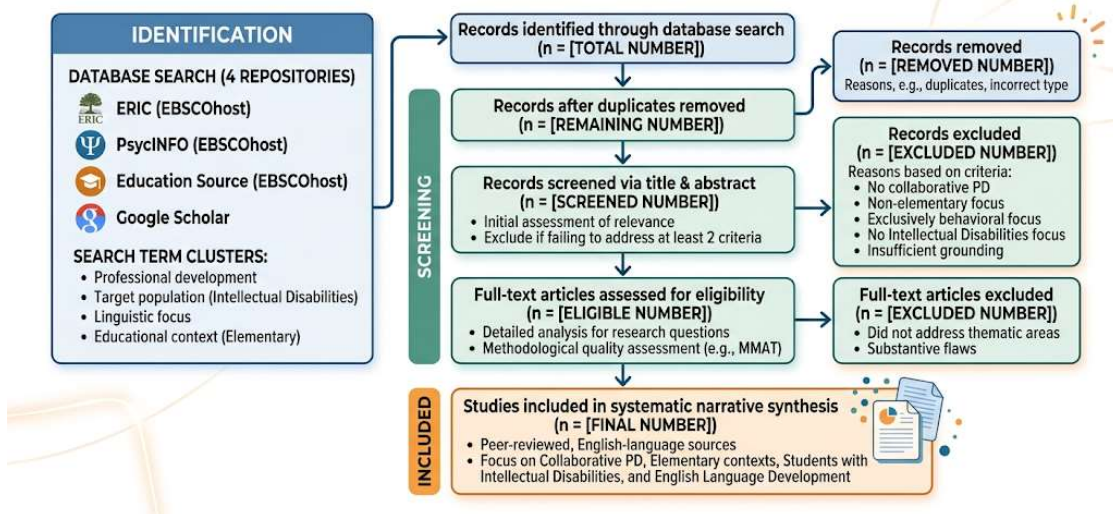 IDENTIFICATION
DATABASE SEARCH (4 REPOSITORIES)
ERIC
ERIC (EBSCOhost)
Ψ
PsycINFO (EBSCOhost)
Education Source (EBSCOhost)
g
Google Scholar
SEARCH TERM CLUSTERS:
• Professional development
• Target population (Intellectual Disabilities)
• Linguistic focus
• Educational context (Elementary)
Records identified through database search
(n = [TOTAL NUMBER])
Records removed
(n = [REMOVED NUMBER])
Reasons, e.g., duplicates, incorrect type
SCREENING
Records after duplicates removed
(n = [REMAINING NUMBER])
Records screened via title & abstract
(n = [SCREENED NUMBER])
• Initial assessment of relevance
• Exclude if failing to address at least 2 criteria
Records excluded
(n = [EXCLUDED NUMBER])
Reasons based on criteria:
• No collaborative PD
• Non-elementary focus
• Exclusively behavioral focus
• No Intellectual Disabilities focus
• Insufficient grounding
Full-text articles assessed for eligibility
(n = [ELIGIBLE NUMBER])
• Detailed analysis for research questions
• Methodological quality assessment (e.g., MMAT)
Full-text articles excluded
(n = [EXCLUDED NUMBER])
• Did not address thematic areas
• Substantive flaws
INCLUDED
Studies included in systematic narrative synthesis
(n = [FINAL NUMBER])
• Peer-reviewed, English-language sources
• Focus on Collaborative PD, Elementary contexts, Students with
Intellectual Disabilities, and English Language Development